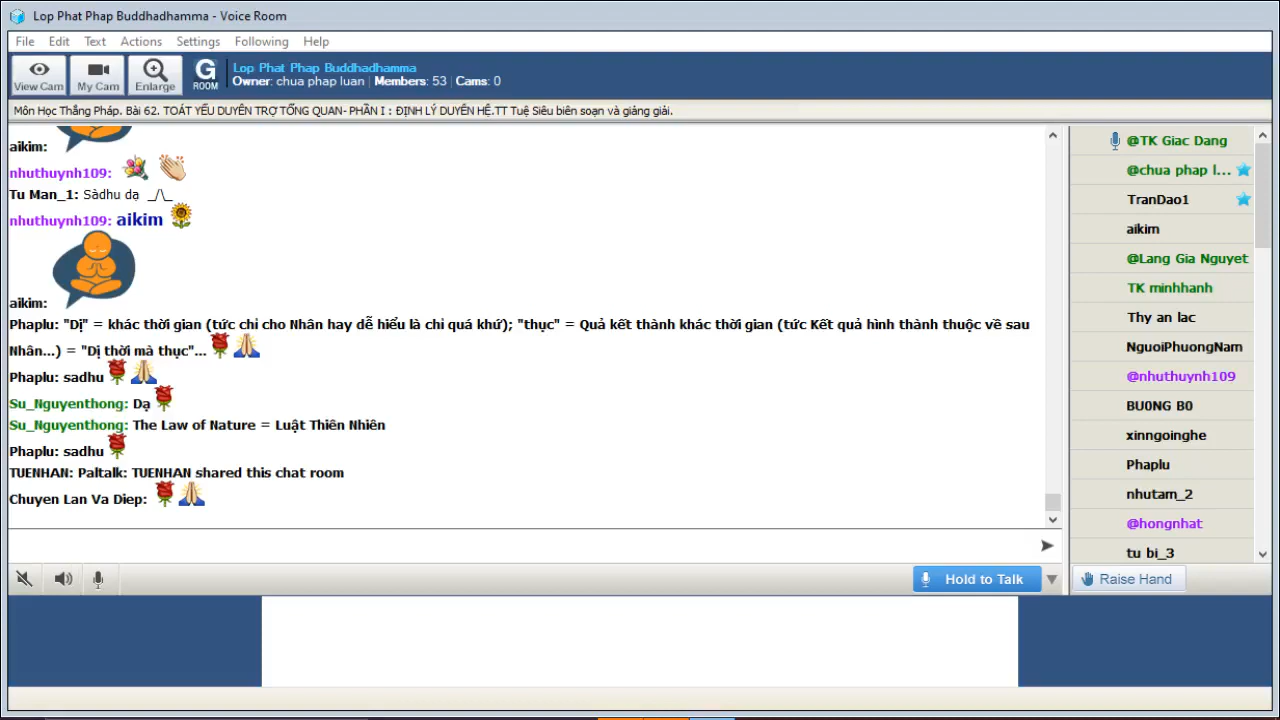 Lop Phat Phap Buddhadhamma - Voice Room
File Edit Text Actions Settings Following Help
View Cam My Cam Enlarge G ROOM Lop Phat Phap Buddhadhamma
Owner: chua phap luan | Members: 53 | Cams: 0
Môn Học Thắng Pháp. Bài 62. TOÁT YẾU DUYÊN TRỢ TỔNG QUAN- PHẦN I : ĐỊNH LÝ DUYÊN HỆ.TT Tuệ Siêu biên soạn và giảng giải.
aikim:
nhuthuynh109:
Tu Man_1: Sàdhu dạ _/\_
nhuthuynh109: aikim
aikim:
Phaplu: "Dị" = khác thời gian (tức chỉ cho Nhân hay dễ hiểu là chỉ quá khứ); "thục" = Quả kết thành khác thời gian (tức Kết quả hình thành thuộc về sau
Nhân...) = "Dị thời mà thục"...
Phaplu: sadhu
Su_Nguyenthong: Dạ
Su_Nguyenthong: The Law of Nature = Luật Thiên Nhiên
Phaplu: sadhu
TUENHAN: Paltalk: TUENHAN shared this chat room
Chuyen Lan Va Diep:
@TK Giac Dang
@chua phap l...
TranDao1
aikim
@Lang Gia Nguyet
TK minhhanh
Thy an lac
NguoiPhuongNam
@nhuthuynh109
BU0NG B0
xinngoinghe
Phaplu
nhutam_2
@hongnhat
tu bi_3
Hold to Talk
Raise Hand